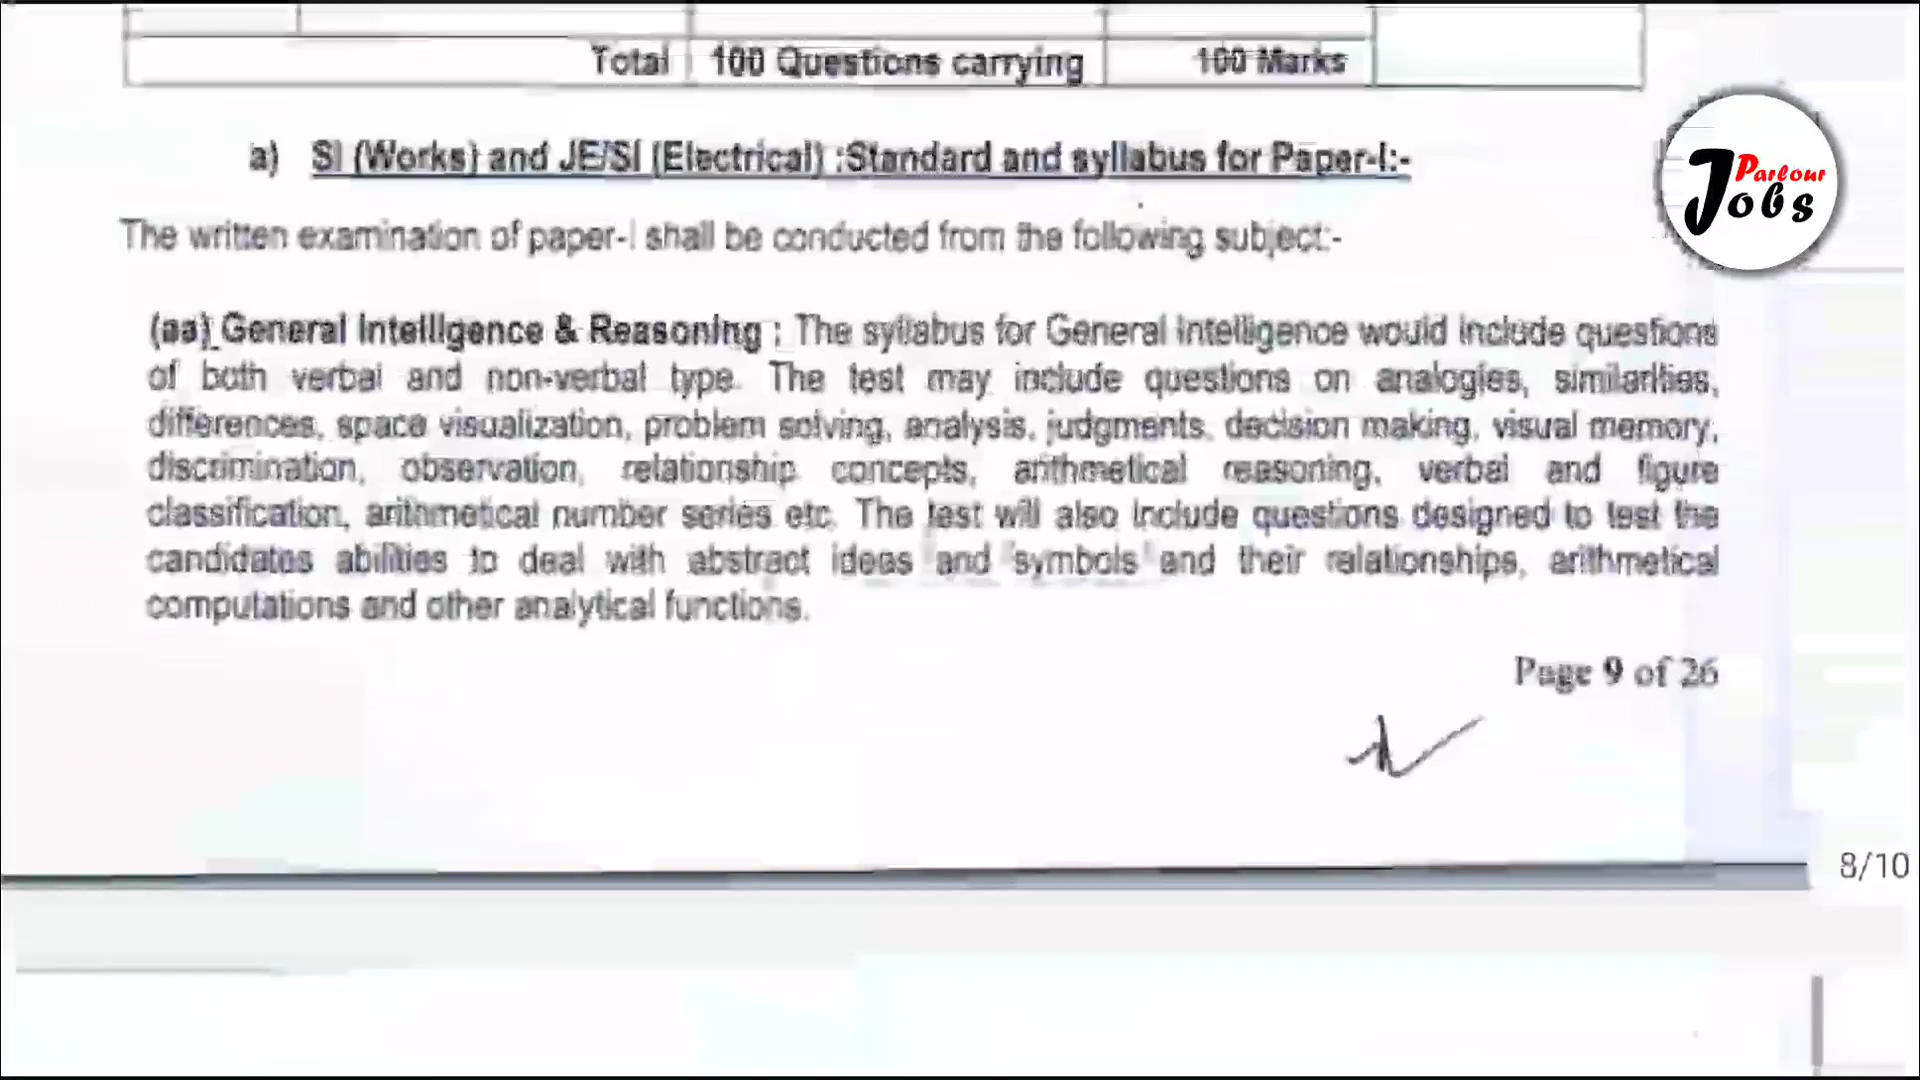 Total 100 Questions carrying 100 Marks
a) SI (Works) and JE/SI (Electrical) :Standard and syllabus for Paper-I:-
Parlour
Jobs
The written examination of paper-I shall be conducted from the following subject:-
(aa) General Intelligence & Reasoning : The syllabus for General Intelligence would include questions
of both verbal and non-verbal type. The test may include questions on analogies, similarities,
differences, space visualization, problem solving, analysis, judgments, decision making, visual memory,
discrimination, observation, relationship concepts, arithmetical reasoning, verbal and figure
classification, arithmetical number series etc. The test will also include questions designed to test the
candidates abilities to deal with abstract ideas and symbols and their relationships, arithmetical
computations and other analytical functions.
Page 9 of 26
8/10